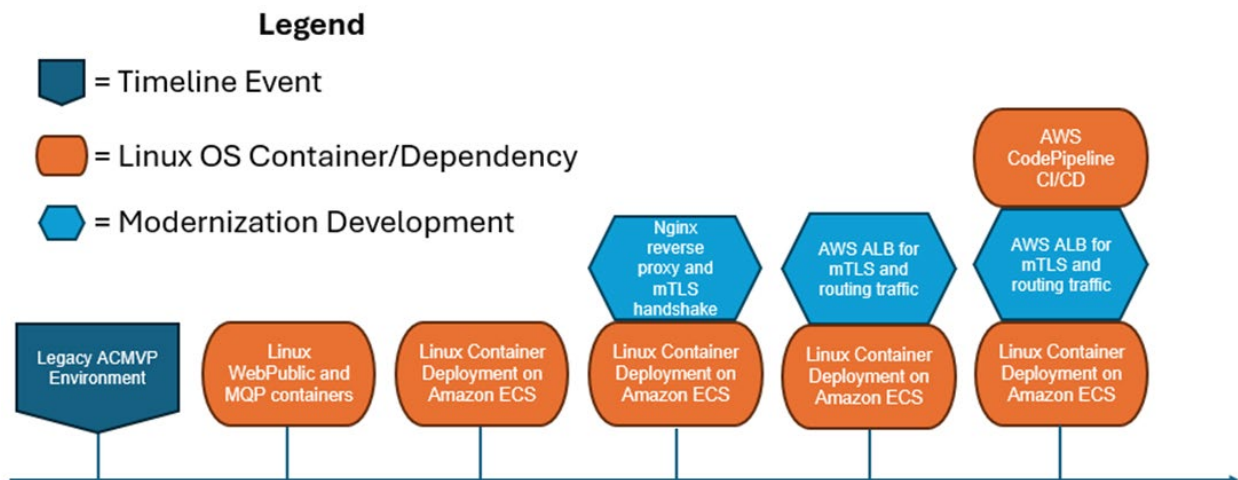 Legend
= Timeline Event
= Linux OS Container/Dependency
= Modernization Development
AWS
CodePipeline
CI/CD
Nginx
reverse
proxy and
mTLS
handshake
AWS ALB for
mTLS and
routing traffic
AWS ALB for
mTLS and
routing traffic
Legacy ACMVP
Environment
Linux
WebPublic and
MQP containers
Linux Container
Deployment on
Amazon ECS
Linux Container
Deployment on
Amazon ECS
Linux Container
Deployment on
Amazon ECS
Linux Container
Deployment on
Amazon ECS